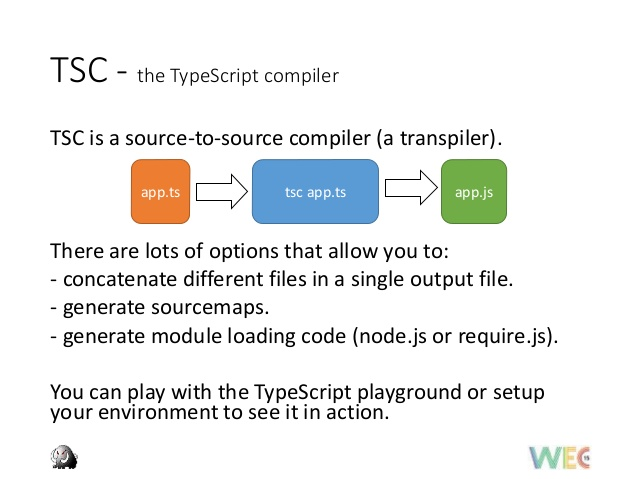 TSC - the TypeScript compiler
TSC is a source-to-source compiler (a transpiler).
app.ts
tsc app.ts
app.js
There are lots of options that allow you to:
- concatenate different files in a single output file.
- generate sourcemaps.
- generate module loading code (node.js or require.js).
You can play with the TypeScript playground or setup
your environment to see it in action.
WEC
15